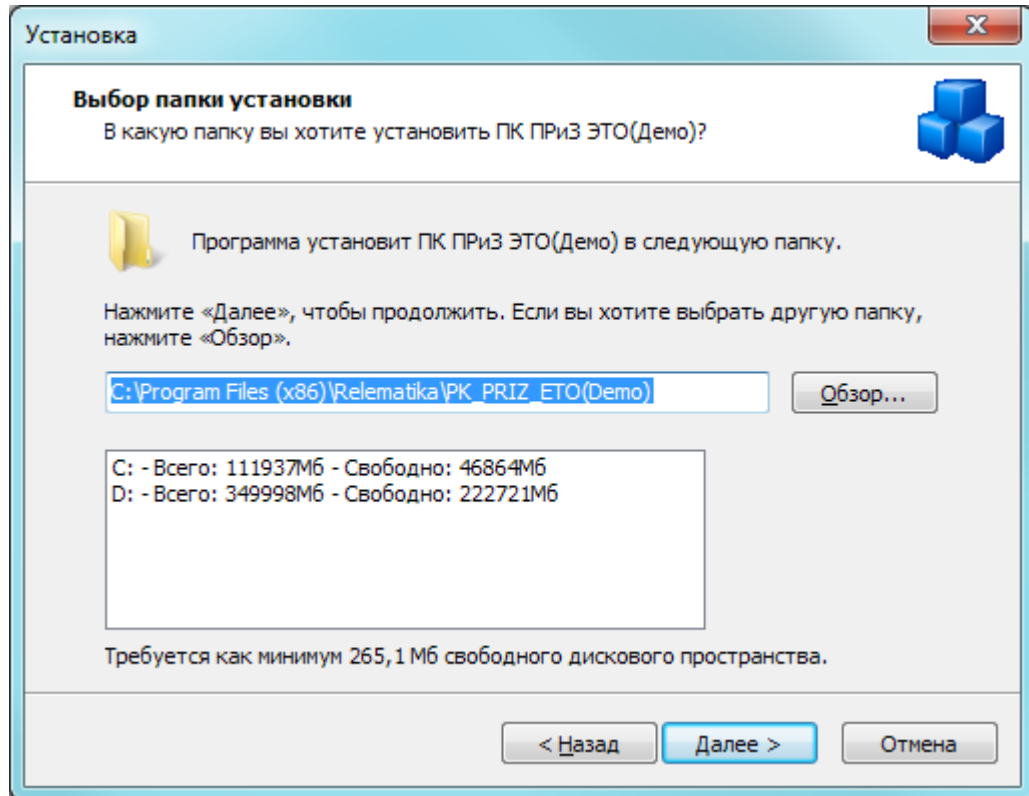 Установка
Выбор папки установки
В какую папку вы хотите установить ПК ПРиЗ ЭТО(Демо)?
Программа установит ПК ПРиЗ ЭТО(Демо) в следующую папку.
Нажмите «Далее», чтобы продолжить. Если вы хотите выбрать другую папку,
нажмите «Обзор».
C:\Program Files (x86)\Relematika\PK_PRIZ_ETO(Demo)
Обзор...
C: - Всего: 111937Мб - Свободно: 46864Мб
D: - Всего: 349998Мб - Свободно: 222721Мб
Требуется как минимум 265,1 Мб свободного дискового пространства.
< Назад
Далее >
Отмена